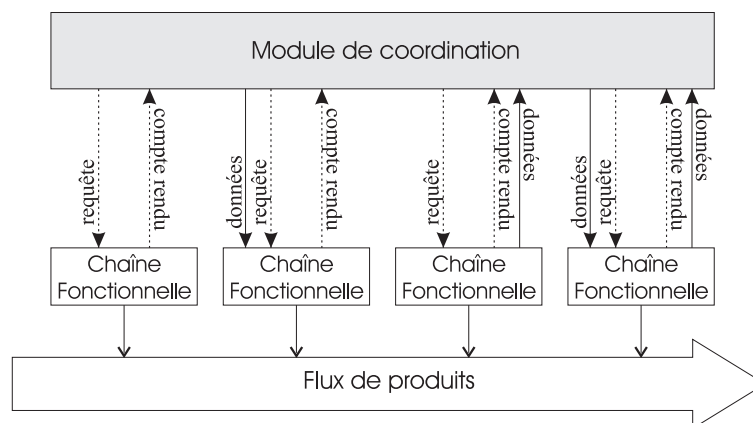 Module de coordination
requête
compte rendu
données
requête
compte rendu
requête
compte rendu
données
données
requête
compte rendu
données
Chaîne
Fonctionnelle
Chaîne
Fonctionnelle
Chaîne
Fonctionnelle
Chaîne
Fonctionnelle
Flux de produits